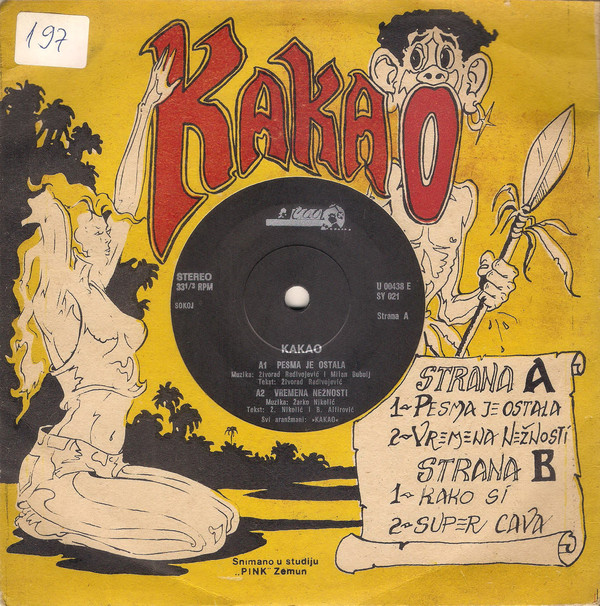 197
KAKAO
STEREO
33 1/3 RPM
SOKOJ
U 00438 E
SY 021
Strana A
KAKAO
A1 PESMA JE OSTALA
Muzika: Živorad Radivojević i Milan Dubulj
Tekst: Živorad Radivojević
A2 VREMENA NEŽNOSTI
Muzika: Žarko Nikolić
Tekst: Ž. Nikolić i B. Alfirović
Svi aranžmani: »KAKAO«
STRANA A
1~ PESMA JE OSTALA
2~ VREMENA NEŽNOSTI
STRANA B
1~ KAKO SI
2~ SUPER CAVA
Snimano u studiju
„PINK" Zemun